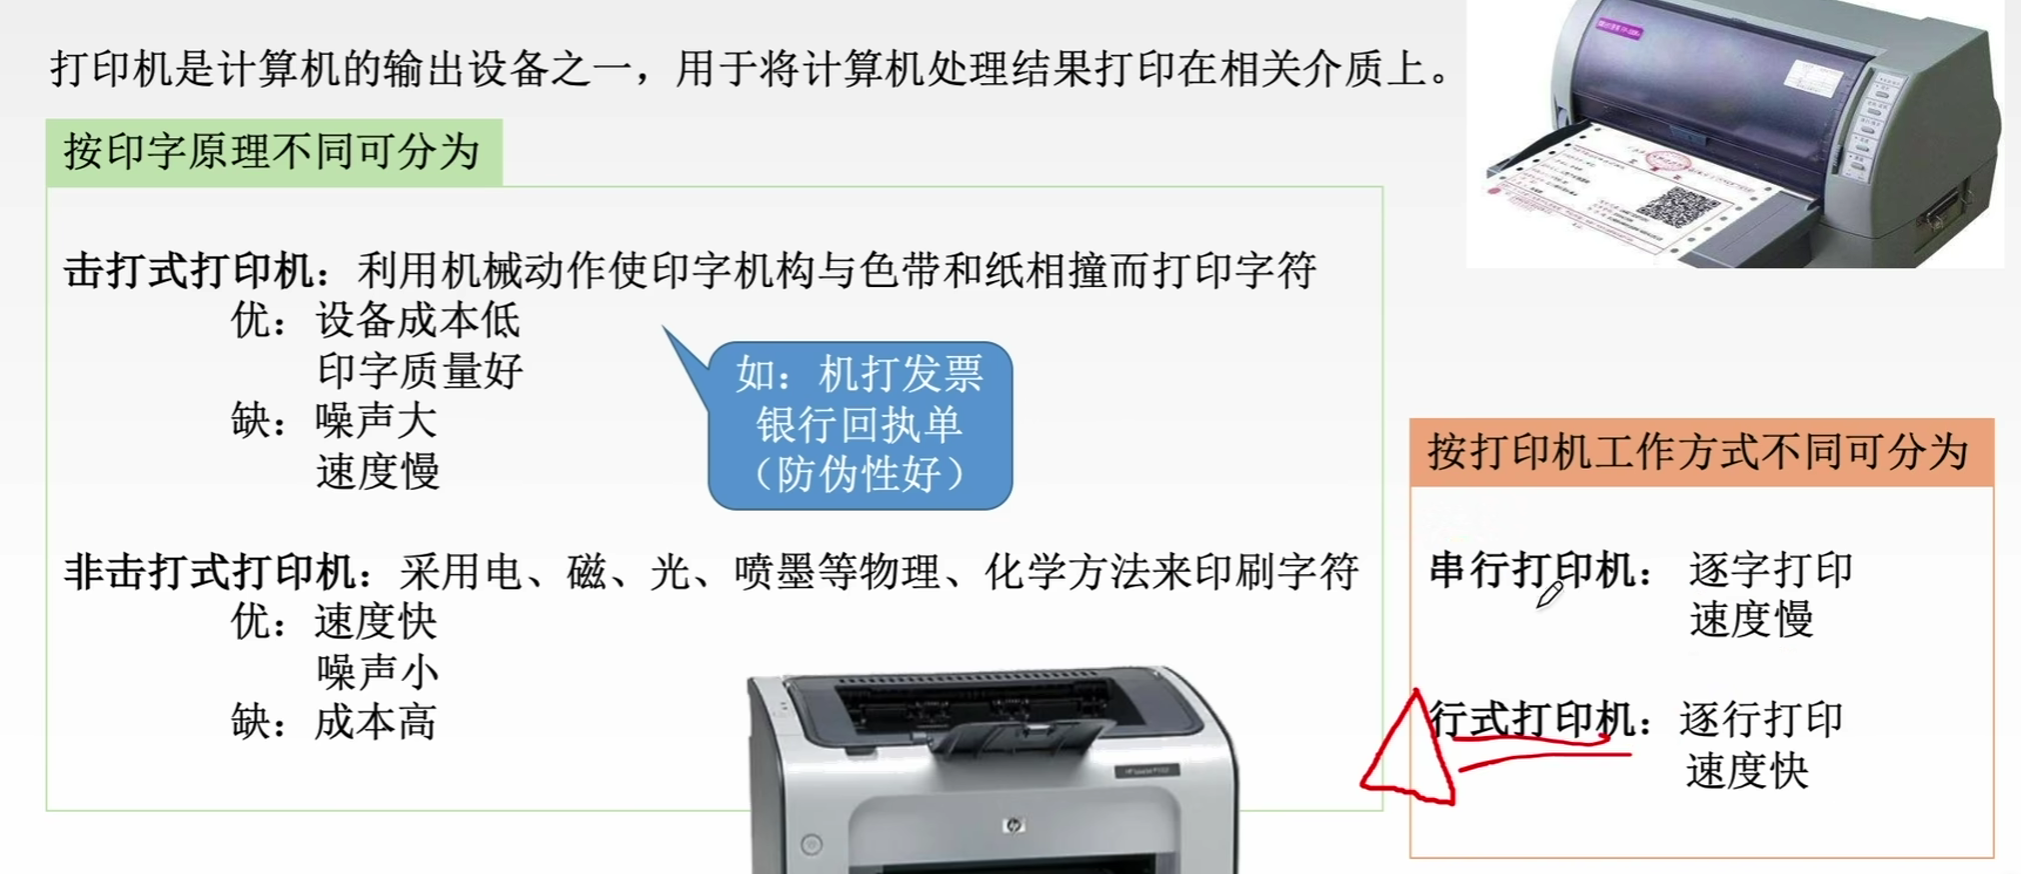 打印机是计算机的输出设备之一，用于将计算机处理结果打印在相关介质上。
按印字原理不同可分为
击打式打印机：利用机械动作使印字机构与色带和纸相撞而打印字符
优：设备成本低
印字质量好
缺：噪声大
速度慢
如：机打发票
银行回执单
（防伪性好）
非击打式打印机：采用电、磁、光、喷墨等物理、化学方法来印刷字符
优：速度快
噪声小
缺：成本高
hp
按打印机工作方式不同可分为
串行打印机：逐字打印
速度慢
行式打印机：逐行打印
速度快